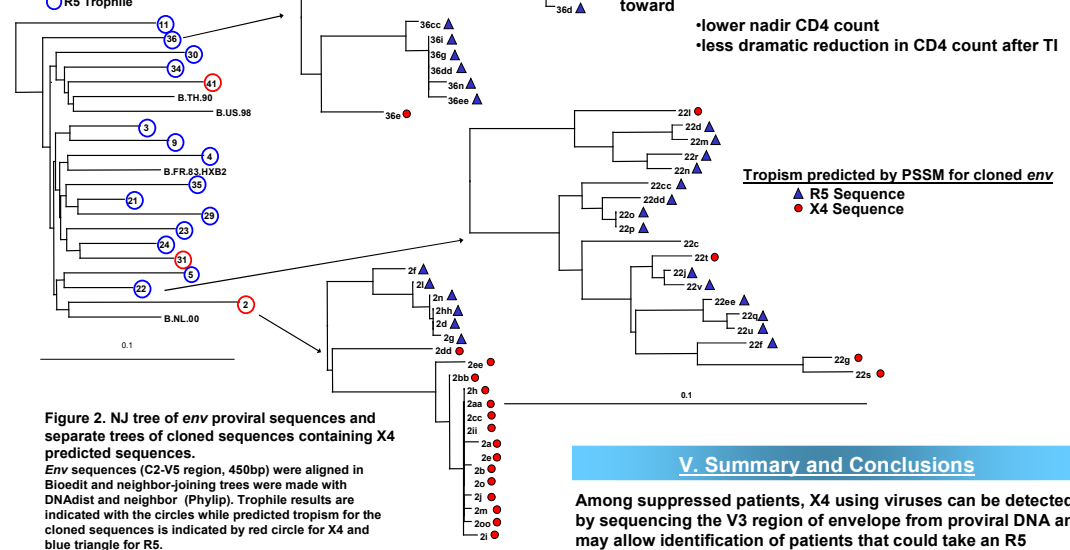 R5 Trophile
11
36
30
34
41
B.TH.90
B.US.98
3
9
4
B.FR.83.HXB2
35
21
29
23
24
31
5
22
2
B.NL.00
0.1
36cc
36i
36g
36dd
36n
36ee
36e
36d
toward
•lower nadir CD4 count
•less dramatic reduction in CD4 count after TI
22l
22d
22m
22r
22n
22cc
22dd
22o
22p
22c
22t
22j
22v
22ee
22q
22u
22f
22g
22s
0.1
Tropism predicted by PSSM for cloned env
R5 Sequence
X4 Sequence
2f
2l
2n
2hh
2d
2g
2dd
2ee
2bb
2h
2aa
2cc
2ii
2a
2e
2b
2o
2j
2m
2oo
2i
Figure 2. NJ tree of env proviral sequences and
separate trees of cloned sequences containing X4
predicted sequences.
Env sequences (C2-V5 region, 450bp) were aligned in
Bioedit and neighbor-joining trees were made with
DNAdist and neighbor (Phylip). Trophile results are
indicated with the circles while predicted tropism for the
cloned sequences is indicated by red circle for X4 and
blue triangle for R5.
V. Summary and Conclusions
Among suppressed patients, X4 using viruses can be detected
by sequencing the V3 region of envelope from proviral DNA an
may allow identification of patients that could take an R5